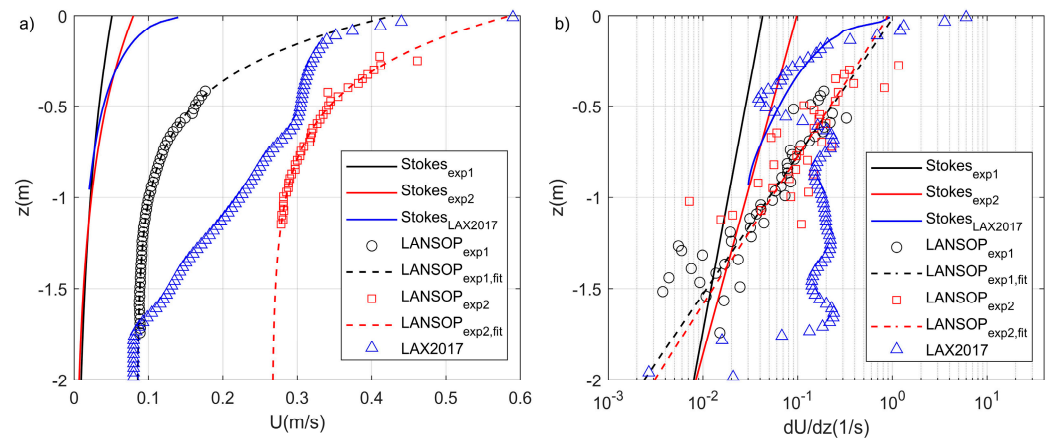 a)
0
-0.5
-1
-1.5
-2
z(m)
0
0.1
0.2
0.3
0.4
0.5
0.6
U(m/s)
Stokes_exp1
Stokes_exp2
Stokes_LAX2017
LANSOP_exp1
LANSOP_exp1,fit
LANSOP_exp2
LANSOP_exp2,fit
LAX2017
b)
0
-0.5
-1
-1.5
-2
z(m)
10^-3
10^-2
10^-1
10^0
10^1
dU/dz(1/s)
Stokes_exp1
Stokes_exp2
Stokes_LAX2017
LANSOP_exp1
LANSOP_exp1,fit
LANSOP_exp2
LANSOP_exp2,fit
LAX2017